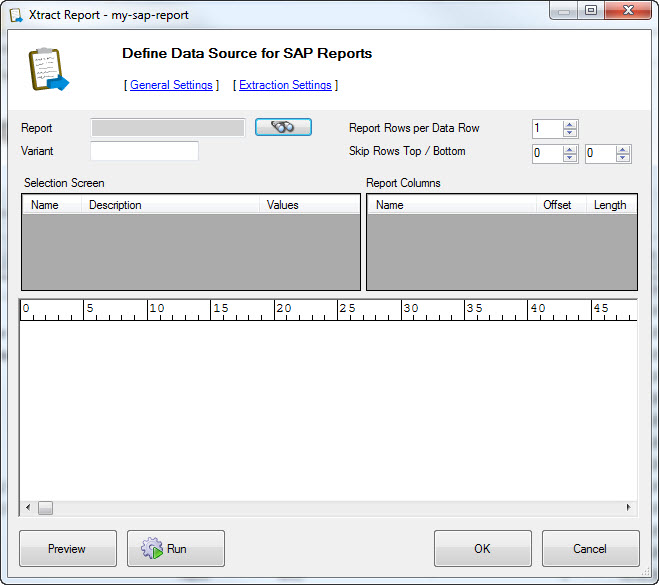 Xtract Report - my-sap-report
Define Data Source for SAP Reports
[ General Settings ] [ Extraction Settings ]
Report Report Rows per Data Row 1
Variant Skip Rows Top / Bottom 0 0
Selection Screen Report Columns
Name Description Values Name Offset Length
0 5 10 15 20 25 30 35 40 45
Preview Run OK Cancel